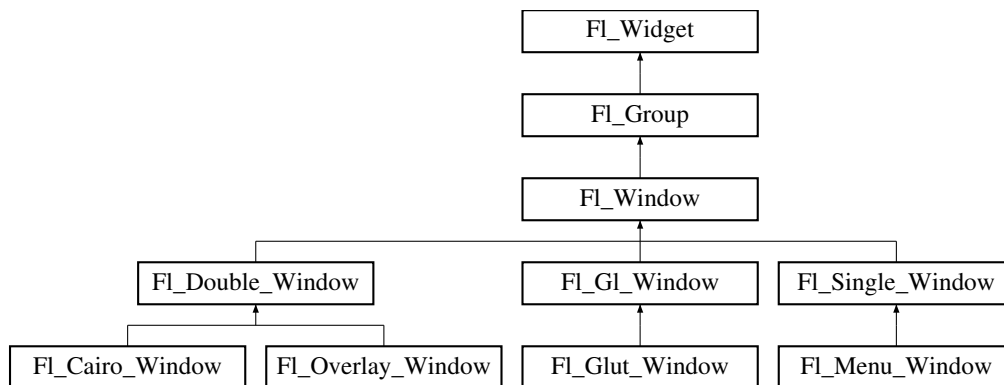 Fl_Widget
Fl_Group
Fl_Window
Fl_Double_Window
Fl_Gl_Window
Fl_Single_Window
Fl_Cairo_Window
Fl_Overlay_Window
Fl_Glut_Window
Fl_Menu_Window